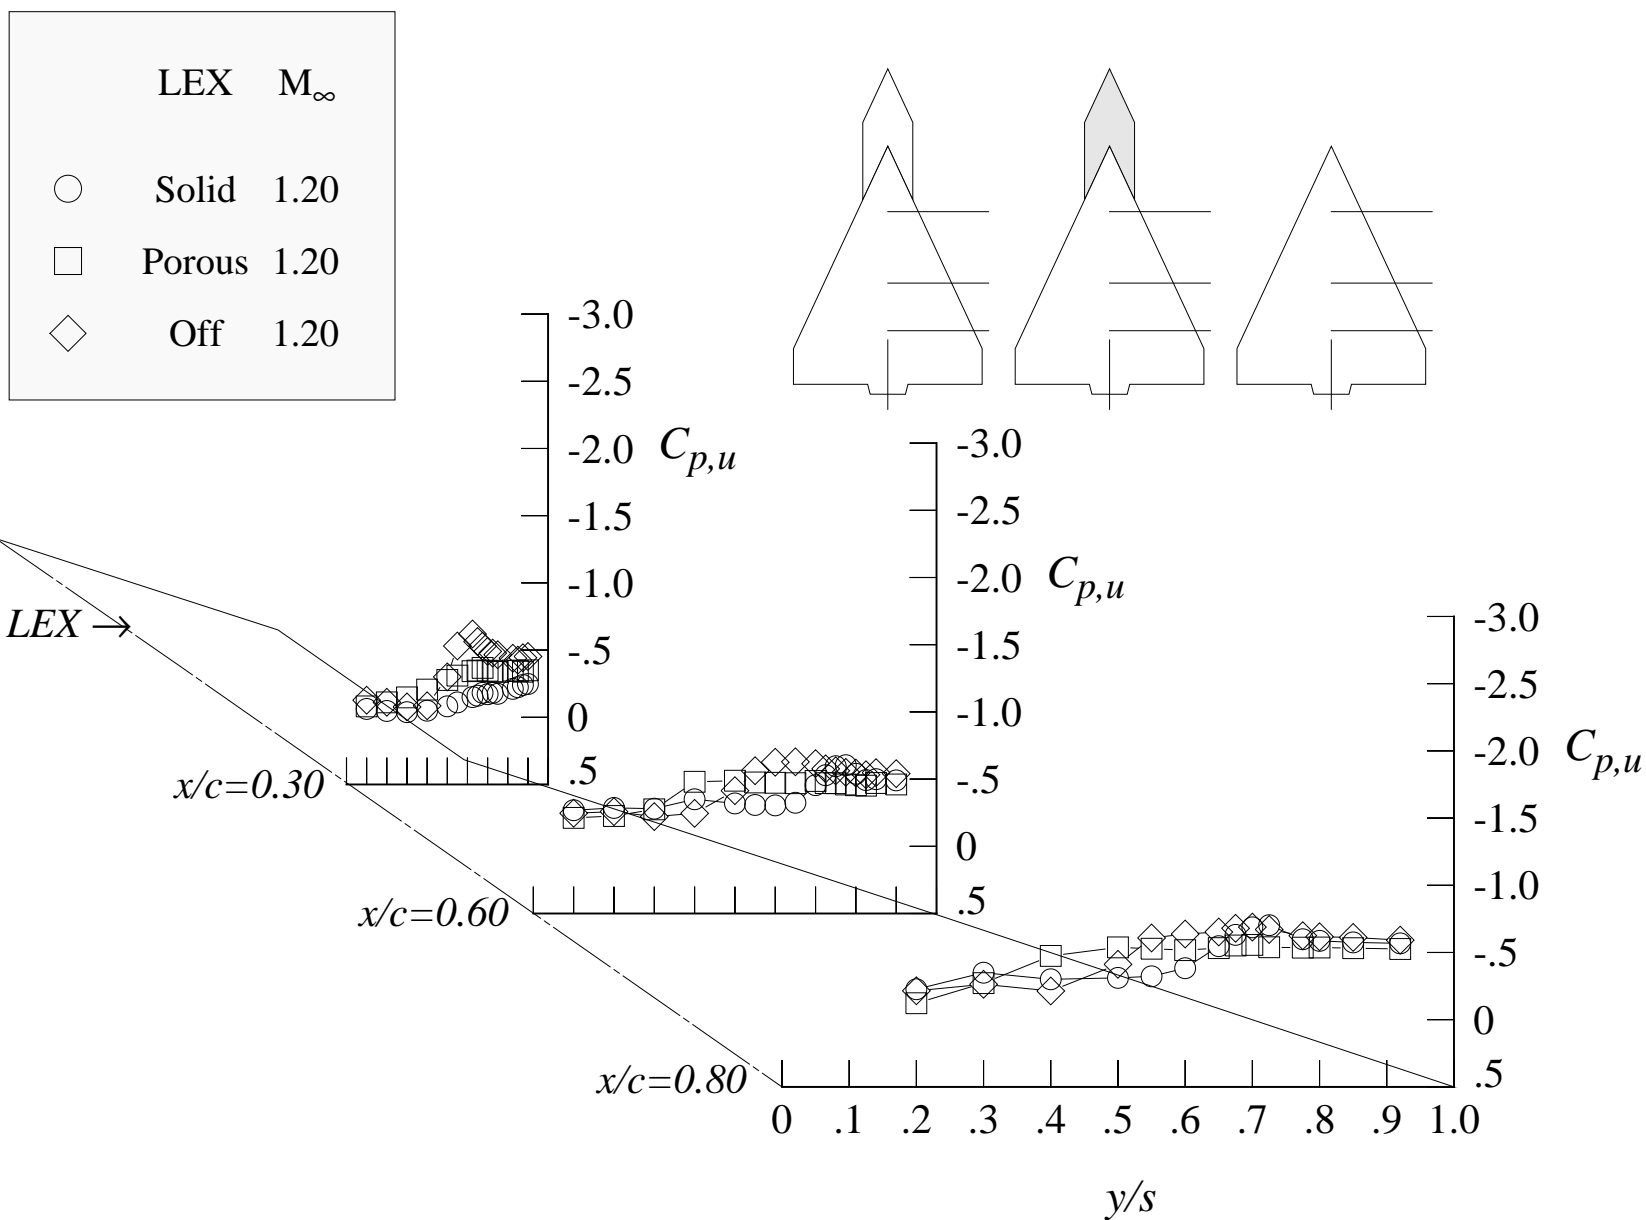 LEX M∞
Solid 1.20
Porous 1.20
Off 1.20
-3.0
-2.5
-2.0
-1.5
-1.0
-.5
0
.5
Cp,u
x/c=0.30
LEX →
-3.0
-2.5
-2.0
-1.5
-1.0
-.5
0
.5
Cp,u
x/c=0.60
-3.0
-2.5
-2.0
-1.5
-1.0
-.5
0
.5
Cp,u
x/c=0.80
0 .1 .2 .3 .4 .5 .6 .7 .8 .9 1.0
y/s